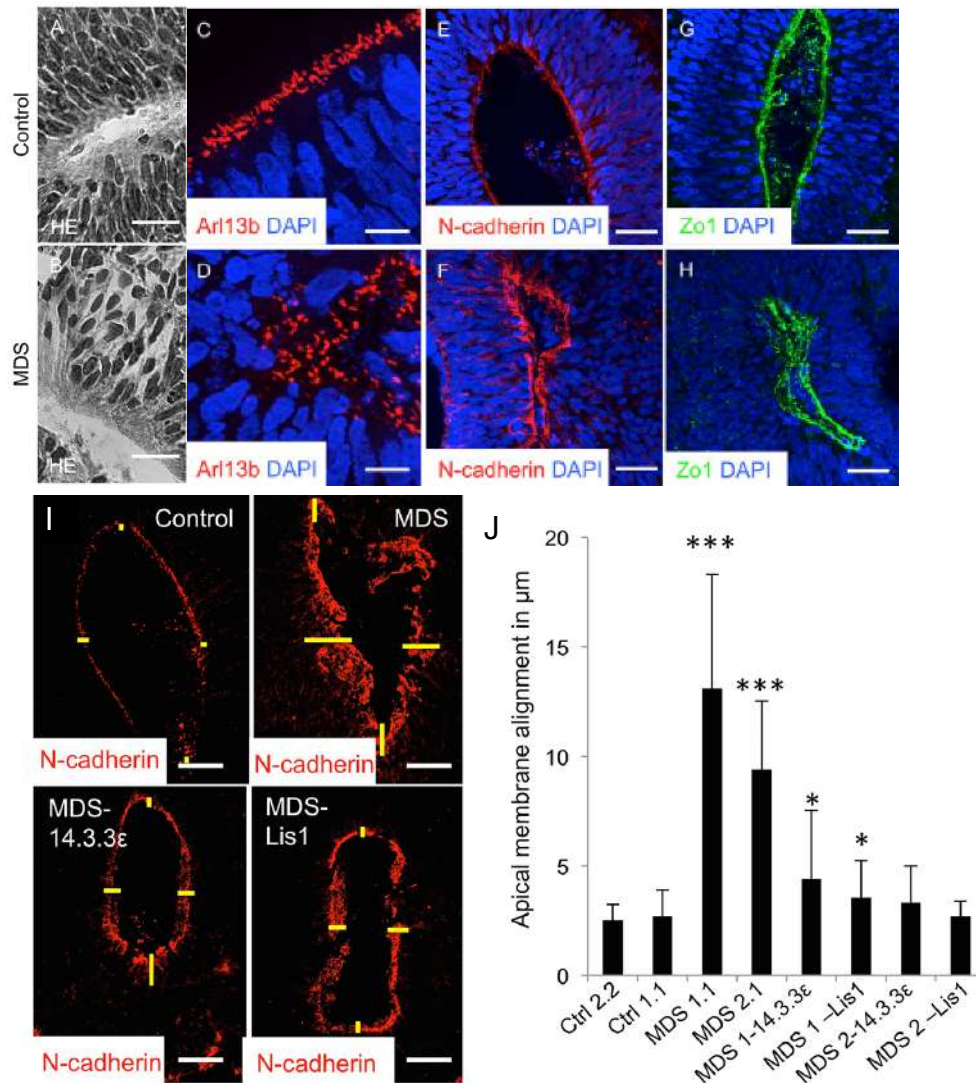 Control
MDS
A
HE
B
HE
C
Arl13b DAPI
D
Arl13b DAPI
E
N-cadherin DAPI
F
N-cadherin DAPI
G
Zo1 DAPI
H
Zo1 DAPI
I
Control
N-cadherin
MDS
N-cadherin
MDS-
14.3.3ε
N-cadherin
MDS-
Lis1
N-cadherin
J
Apical membrane alignment in µm
20
15
10
5
0
***
***
*
*
Ctrl 2.2
Ctrl 1.1
MDS 1.1
MDS 2.1
MDS 1-14.3.3ε
MDS 1 –Lis1
MDS 2-14.3.3ε
MDS 2 –Lis1